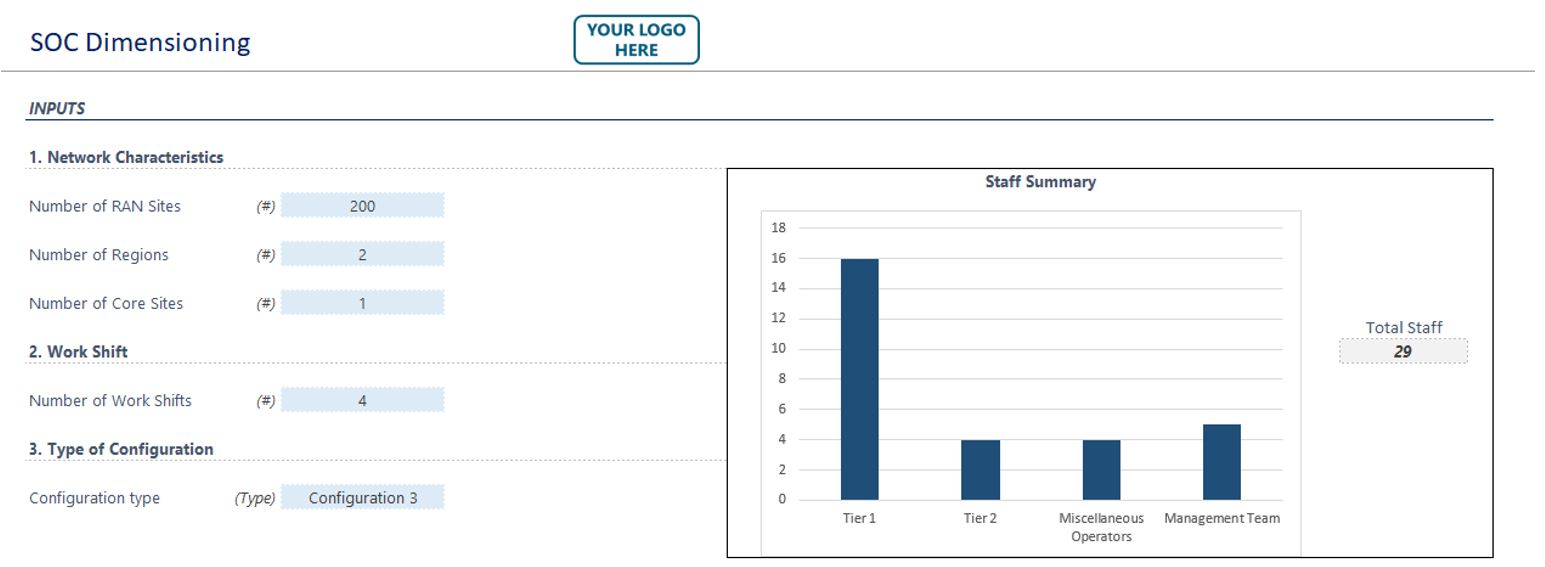 SOC Dimensioning
YOUR LOGO
HERE
INPUTS
1. Network Characteristics
Number of RAN Sites (#) 200
Number of Regions (#) 2
Number of Core Sites (#) 1
2. Work Shift
Number of Work Shifts (#) 4
3. Type of Configuration
Configuration type (Type) Configuration 3
Staff Summary
18
16
14
12
10
8
6
4
2
0
Tier 1 Tier 2 Miscellaneous Management Team
Operators
Total Staff
29